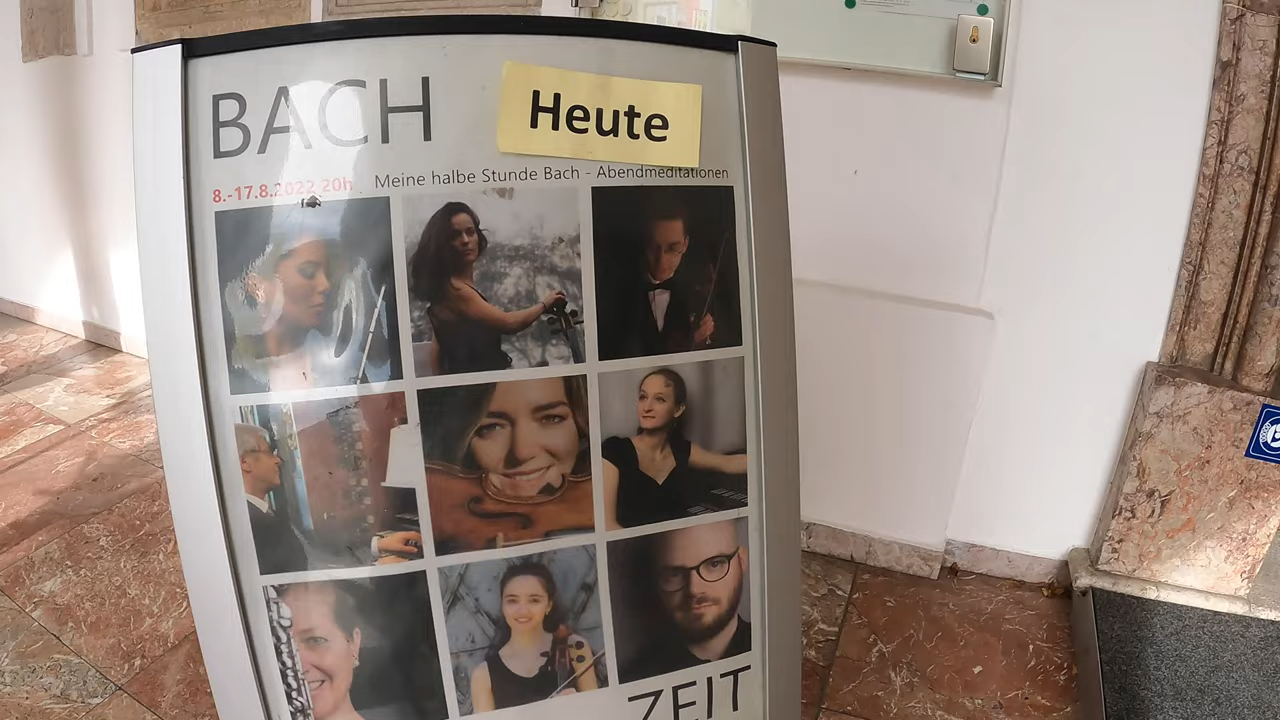 BACH
Heute
8.-17.8.2022 20h Meine halbe Stunde Bach - Abendmeditationen
ZEIT